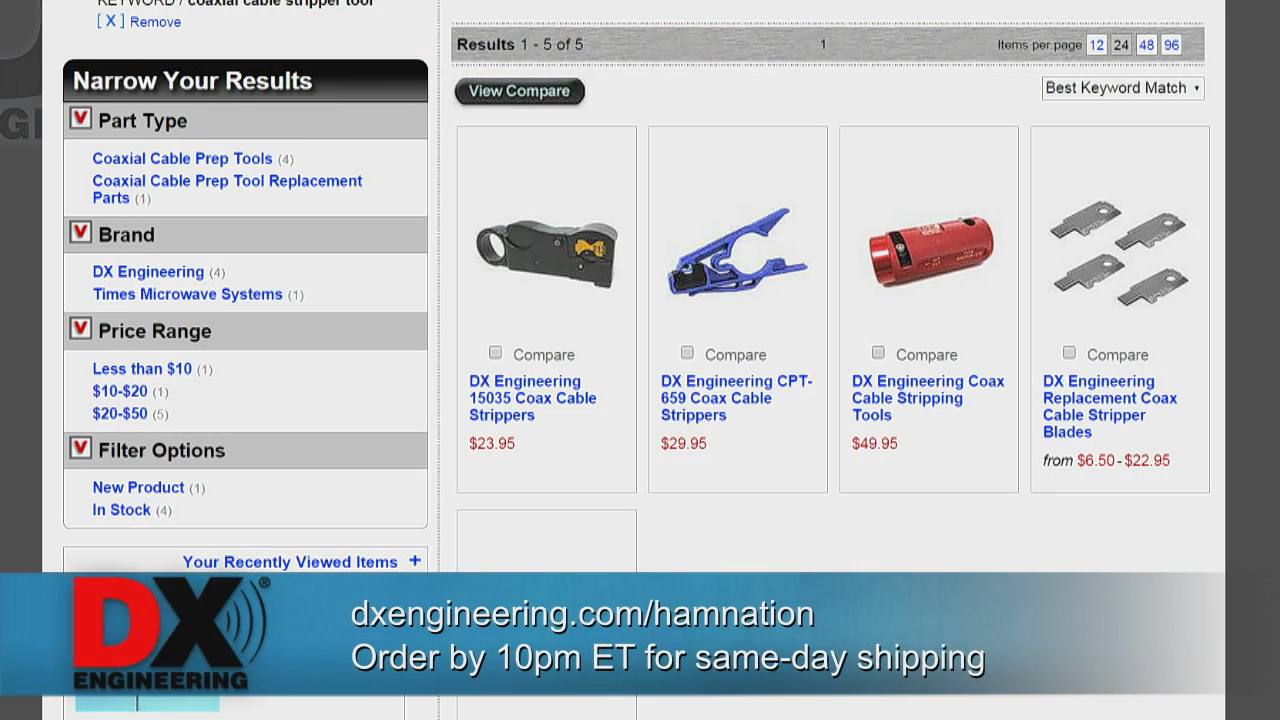 KEYWORD / coaxial cable stripper tool
[ X ] Remove
Narrow Your Results
Part Type
Coaxial Cable Prep Tools (4)
Coaxial Cable Prep Tool Replacement
Parts (1)
Brand
DX Engineering (4)
Times Microwave Systems (1)
Price Range
Less than $10 (1)
$10-$20 (1)
$20-$50 (5)
Filter Options
New Product (1)
In Stock (4)
Your Recently Viewed Items +
Results 1 - 5 of 5
1
Items per page 12 24 48 96
View Compare
Best Keyword Match
Compare
DX Engineering
15035 Coax Cable
Strippers
$23.95
Compare
DX Engineering CPT-
659 Coax Cable
Strippers
$29.95
Compare
DX Engineering Coax
Cable Stripping
Tools
$49.95
Compare
DX Engineering
Replacement Coax
Cable Stripper
Blades
from $6.50-$22.95
DX®
ENGINEERING
dxengineering.com/hamnation
Order by 10pm ET for same-day shipping